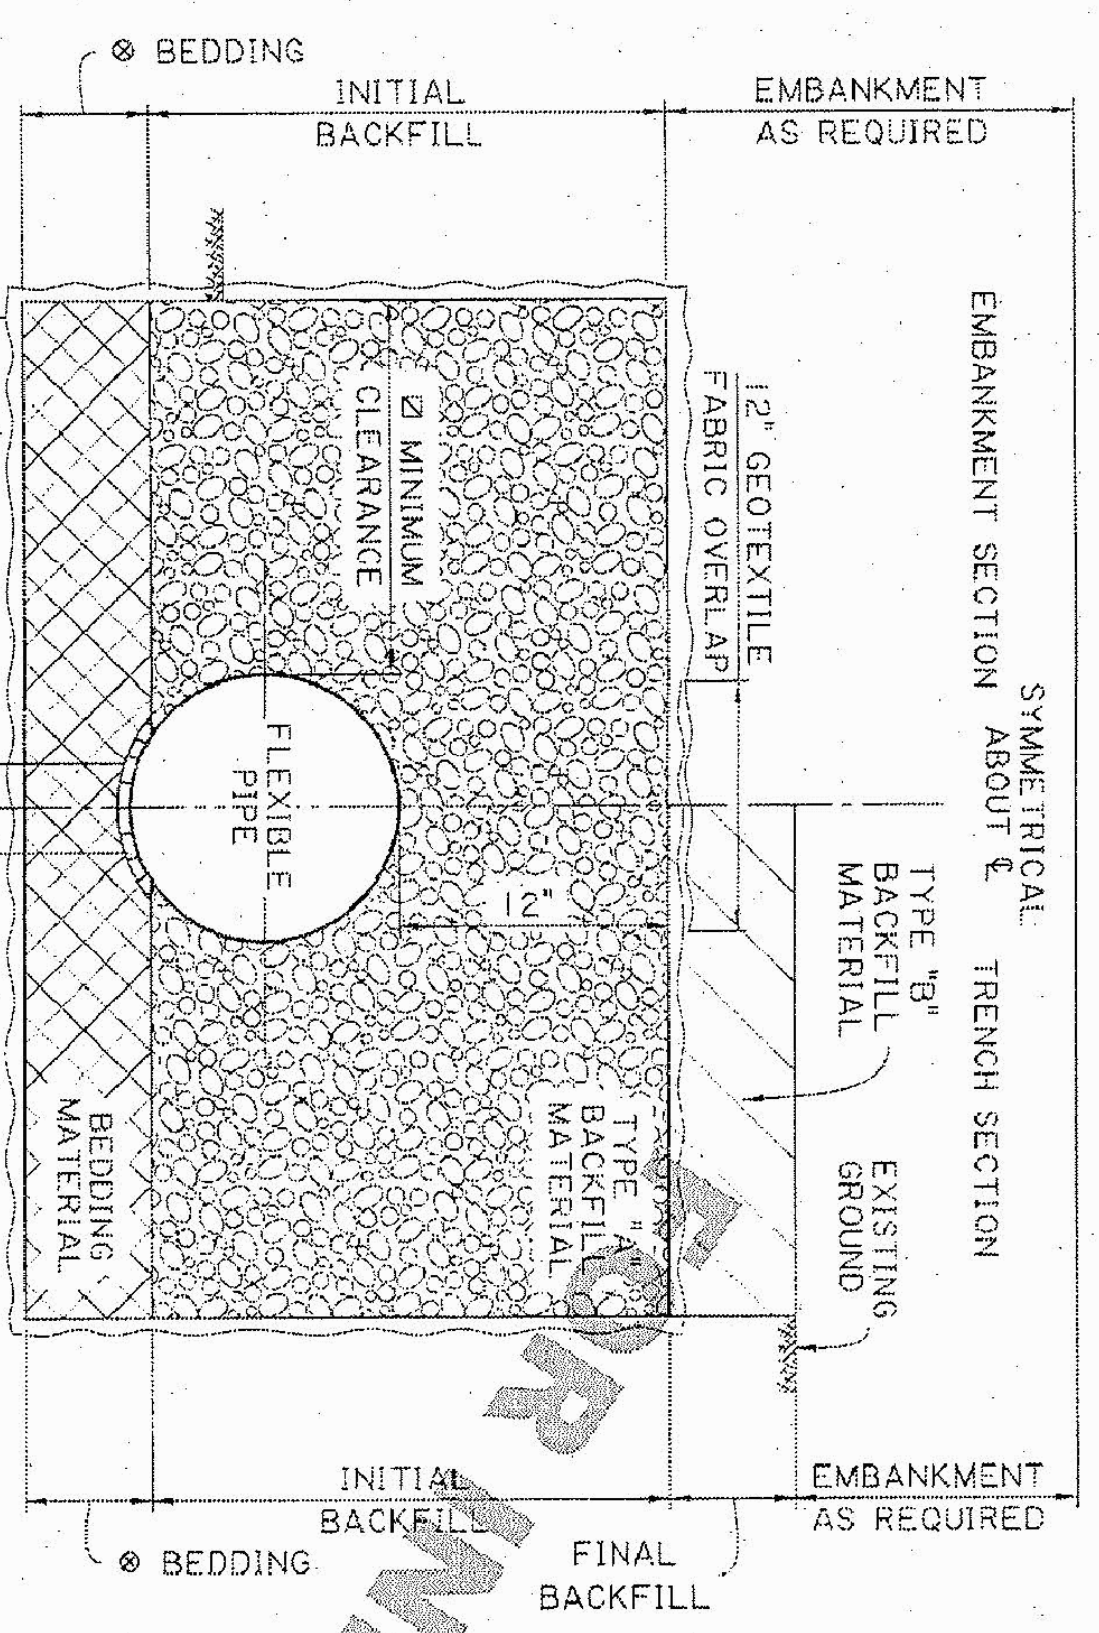 ⊗ BEDDING
INITIAL
BACKFILL
EMBANKMENT
AS REQUIRED
EMBANKMENT SECTION
SYMMETRICAL
ABOUT ℄
TRENCH SECTION
12" GEOTEXTILE
FABRIC OVERLAP
TYPE "B"
BACKFILL
MATERIAL
EXISTING
GROUND
⍁ MINIMUM
CLEARANCE
FLEXIBLE
PIPE
12"
TYPE "A"
BACKFILL
MATERIAL
BEDDING
MATERIAL
INITIAL
BACKFILL
EMBANKMENT
AS REQUIRED
⊗ BEDDING
FINAL
BACKFILL